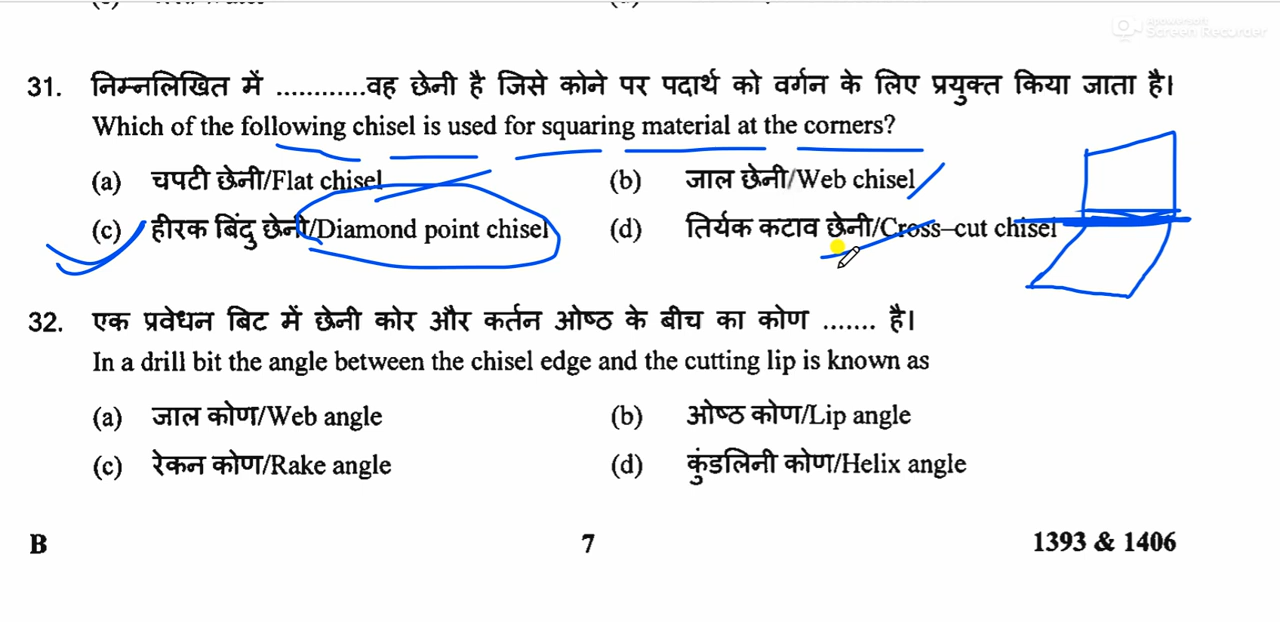 Apowersoft
Screen Recorder
31. निम्नलिखित में ............वह छेनी है जिसे कोने पर पदार्थ को वर्गन के लिए प्रयुक्त किया जाता है।
Which of the following chisel is used for squaring material at the corners?
(a) चपटी छेनी/Flat chisel (b) जाल छेनी/Web chisel
(c) हीरक बिंदु छेनी/Diamond point chisel (d) तिर्यक कटाव छेनी/Cross–cut chisel
32. एक प्रवेधन बिट में छेनी कोर और कर्तन ओष्ठ के बीच का कोण ....... है।
In a drill bit the angle between the chisel edge and the cutting lip is known as
(a) जाल कोण/Web angle (b) ओष्ठ कोण/Lip angle
(c) रेकन कोण/Rake angle (d) कुंडलिनी कोण/Helix angle
B 7 1393 & 1406